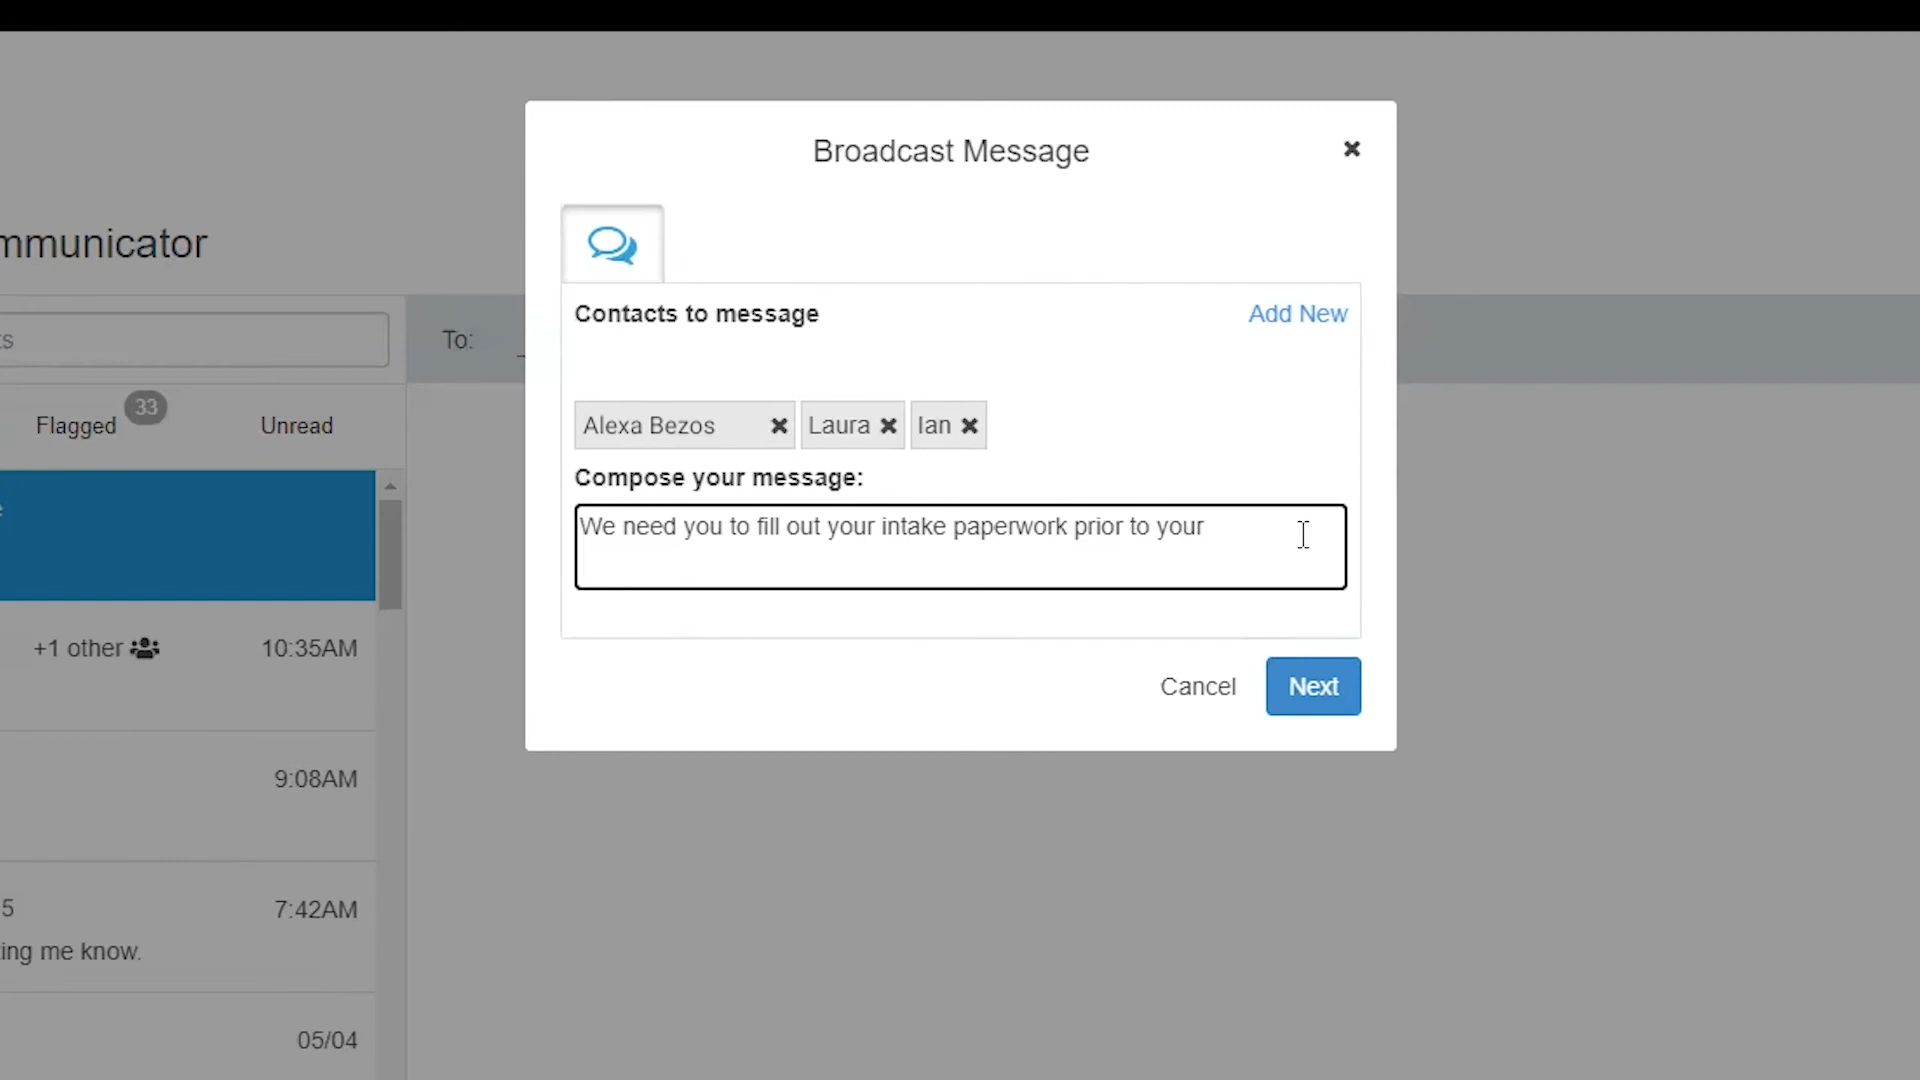 Broadcast Message
mmunicator
Contacts to message
Add New
ts
To:
Alexa Bezos
Laura
Ian
Flagged
33
Unread
Compose your message:
We need you to fill out your intake paperwork prior to your
+1 other
10:35AM
Cancel
Next
9:08AM
5
7:42AM
ting me know.
05/04